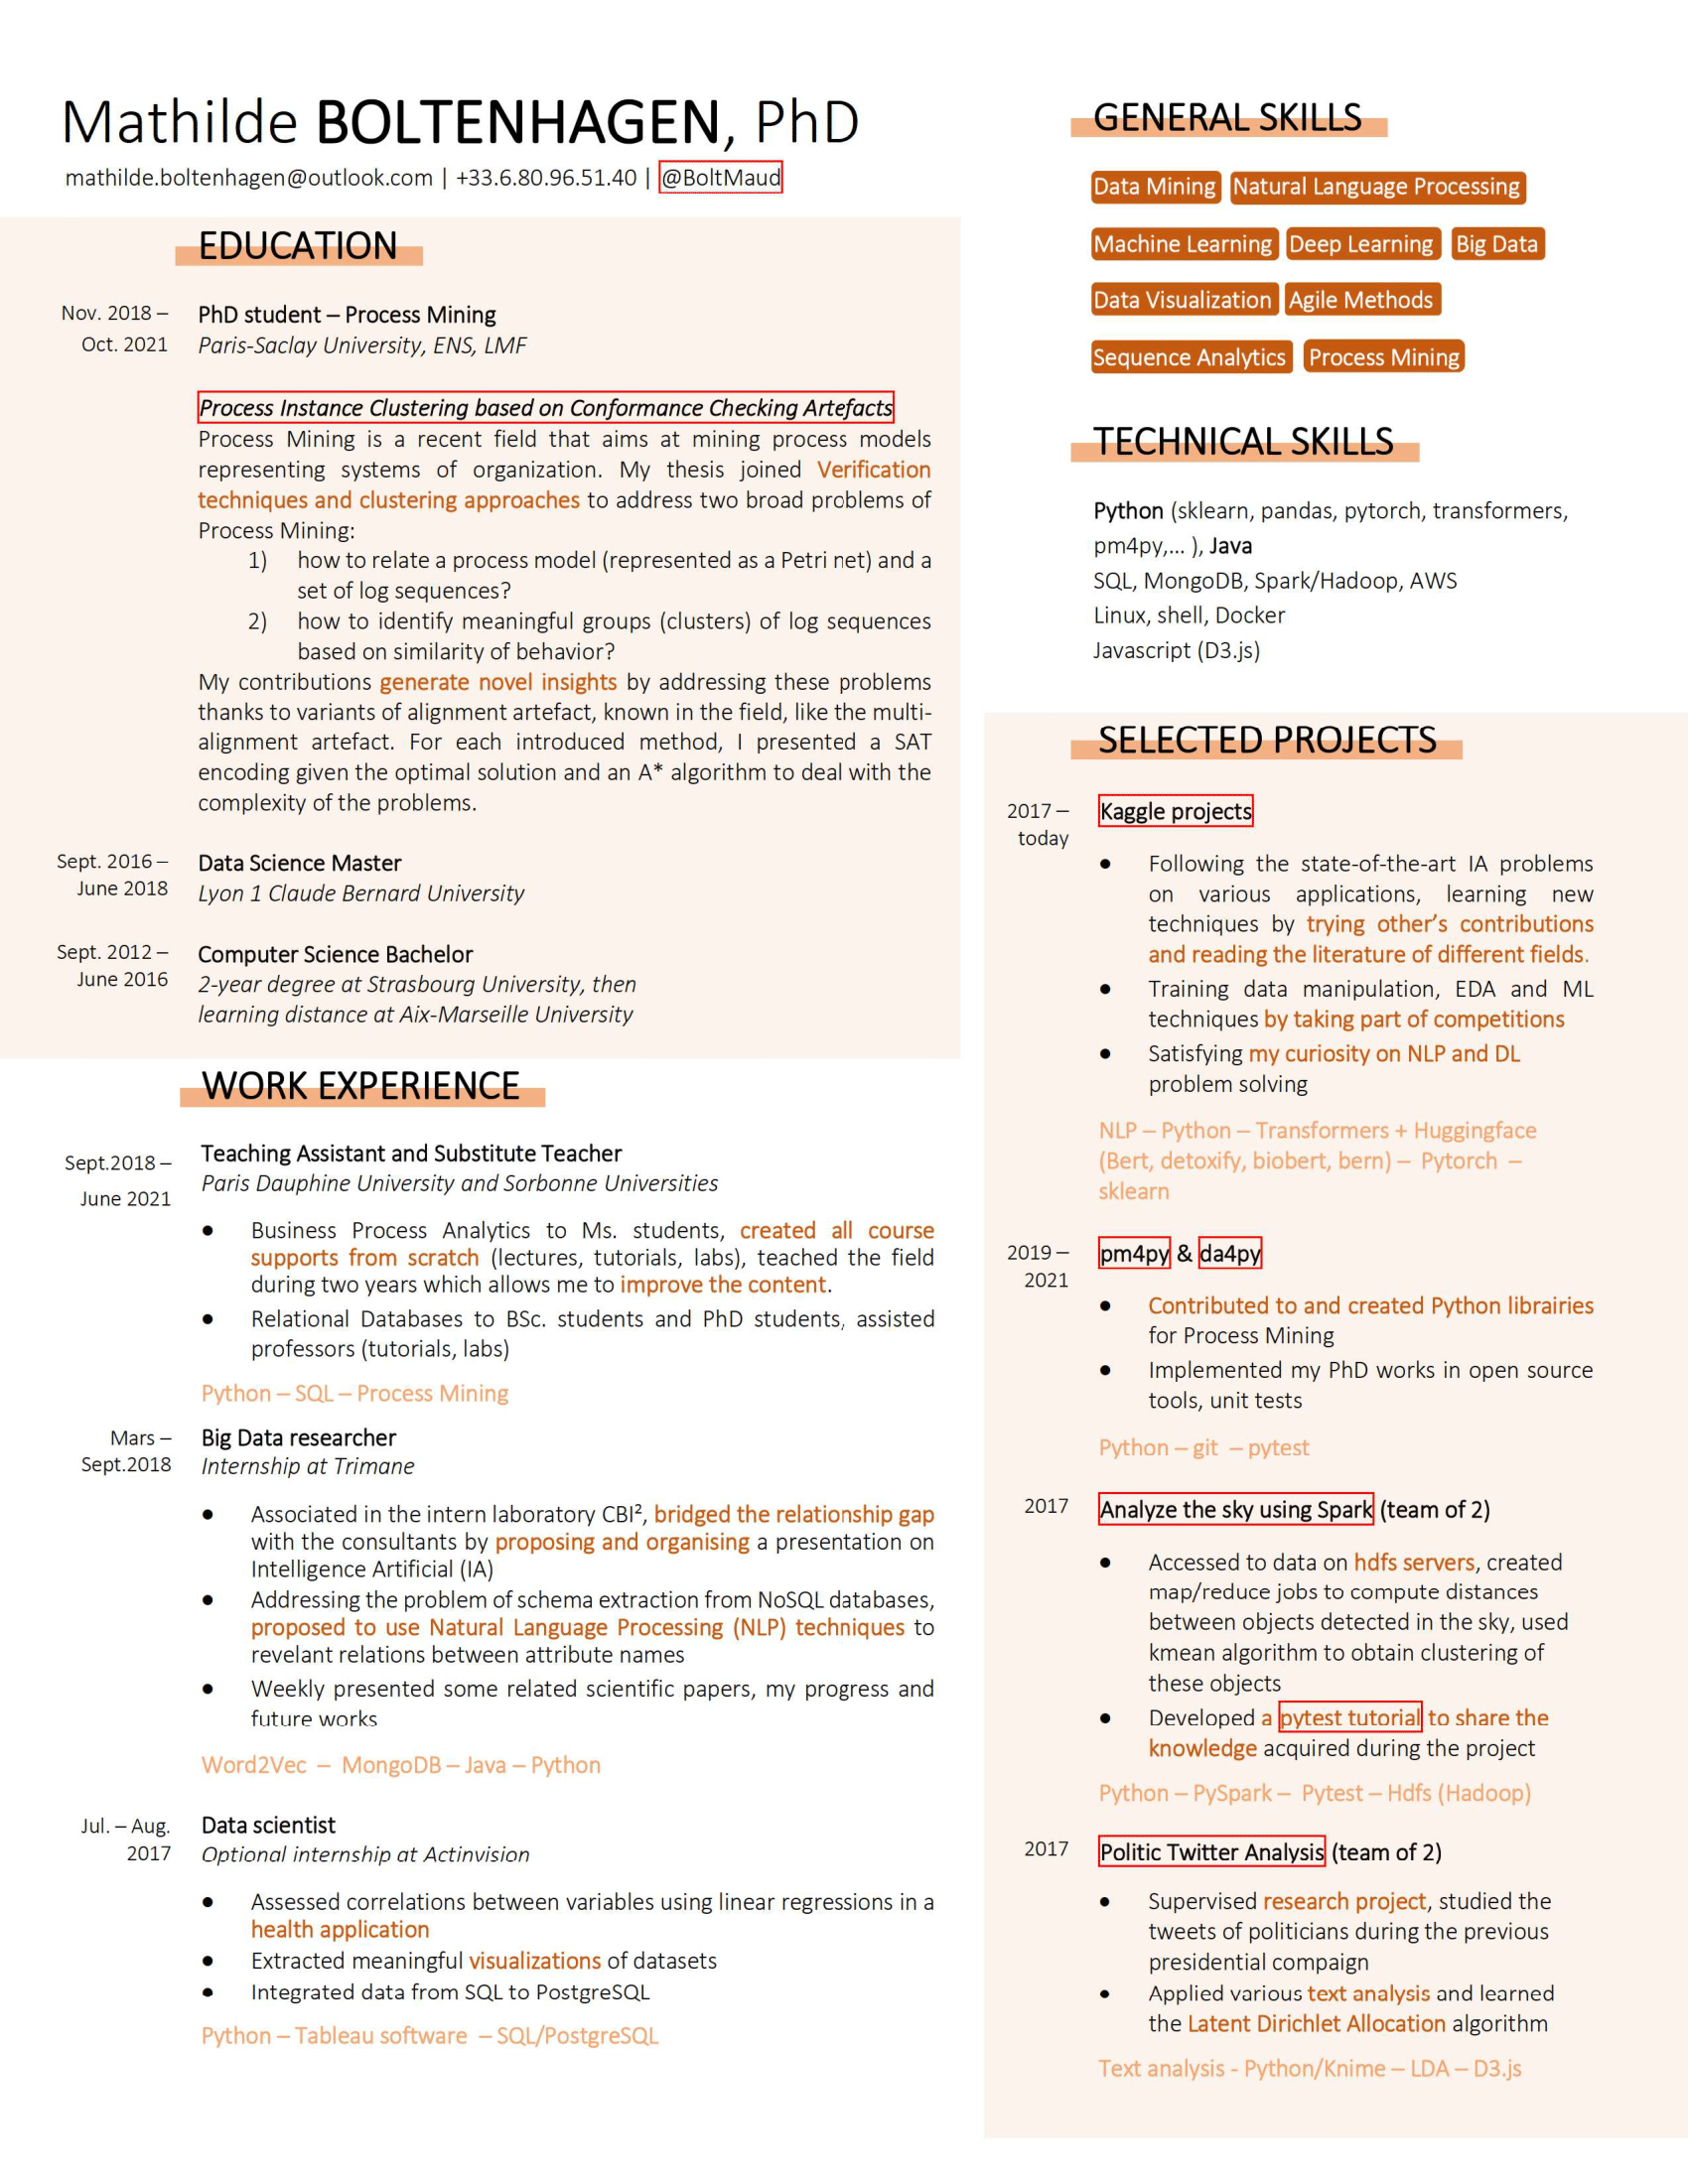 Mathilde BOLTENHAGEN, PhD
mathilde.boltenhagen@outlook.com | +33.6.80.96.51.40 | @BoltMaud
EDUCATION
Nov. 2018 –
Oct. 2021
PhD student – Process Mining
Paris-Saclay University, ENS, LMF
Process Instance Clustering based on Conformance Checking Artefacts
Process Mining is a recent field that aims at mining process models
representing systems of organization. My thesis joined Verification
techniques and clustering approaches to address two broad problems of
Process Mining:
1) how to relate a process model (represented as a Petri net) and a
set of log sequences?
2) how to identify meaningful groups (clusters) of log sequences
based on similarity of behavior?
My contributions generate novel insights by addressing these problems
thanks to variants of alignment artefact, known in the field, like the multi-
alignment artefact. For each introduced method, I presented a SAT
encoding given the optimal solution and an A* algorithm to deal with the
complexity of the problems.
Sept. 2016 –
June 2018
Data Science Master
Lyon 1 Claude Bernard University
Sept. 2012 –
June 2016
Computer Science Bachelor
2-year degree at Strasbourg University, then
learning distance at Aix-Marseille University
WORK EXPERIENCE
Sept.2018 –
June 2021
Teaching Assistant and Substitute Teacher
Paris Dauphine University and Sorbonne Universities
• Business Process Analytics to Ms. students, created all course
supports from scratch (lectures, tutorials, labs), teached the field
during two years which allows me to improve the content.
• Relational Databases to BSc. students and PhD students, assisted
professors (tutorials, labs)
Python – SQL – Process Mining
Mars –
Sept.2018
Big Data researcher
Internship at Trimane
• Associated in the intern laboratory CBI², bridged the relationship gap
with the consultants by proposing and organising a presentation on
Intelligence Artificial (IA)
• Addressing the problem of schema extraction from NoSQL databases,
proposed to use Natural Language Processing (NLP) techniques to
revelant relations between attribute names
• Weekly presented some related scientific papers, my progress and
future works
Word2Vec – MongoDB – Java – Python
Jul. – Aug.
2017
Data scientist
Optional internship at Actinvision
• Assessed correlations between variables using linear regressions in a
health application
• Extracted meaningful visualizations of datasets
• Integrated data from SQL to PostgreSQL
Python – Tableau software – SQL/PostgreSQL
GENERAL SKILLS
Data Mining Natural Language Processing
Machine Learning Deep Learning Big Data
Data Visualization Agile Methods
Sequence Analytics Process Mining
TECHNICAL SKILLS
Python (sklearn, pandas, pytorch, transformers,
pm4py,... ), Java
SQL, MongoDB, Spark/Hadoop, AWS
Linux, shell, Docker
Javascript (D3.js)
SELECTED PROJECTS
2017 –
today
Kaggle projects
• Following the state-of-the-art IA problems
on various applications, learning new
techniques by trying other's contributions
and reading the literature of different fields.
• Training data manipulation, EDA and ML
techniques by taking part of competitions
• Satisfying my curiosity on NLP and DL
problem solving
NLP – Python – Transformers + Huggingface
(Bert, detoxify, biobert, bern) – Pytorch –
sklearn
2019 –
2021
pm4py & da4py
• Contributed to and created Python librairies
for Process Mining
• Implemented my PhD works in open source
tools, unit tests
Python – git – pytest
2017
Analyze the sky using Spark (team of 2)
• Accessed to data on hdfs servers, created
map/reduce jobs to compute distances
between objects detected in the sky, used
kmean algorithm to obtain clustering of
these objects
• Developed a pytest tutorial to share the
knowledge acquired during the project
Python – PySpark – Pytest – Hdfs (Hadoop)
2017
Politic Twitter Analysis (team of 2)
• Supervised research project, studied the
tweets of politicians during the previous
presidential compaign
• Applied various text analysis and learned
the Latent Dirichlet Allocation algorithm
Text analysis - Python/Knime – LDA – D3.js